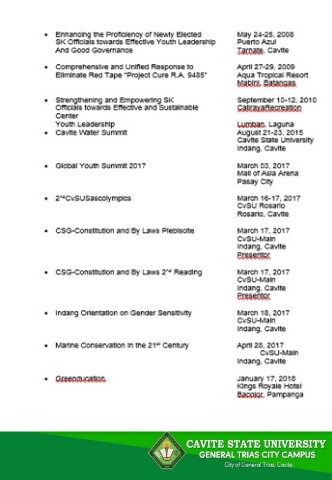 • Enhancing the Proficiency of Newly Elected May 24-25, 2008
SK Officials towards Effective Youth Leadership Puerto Azul
And Good Governance Tarnate, Cavite
• Comprehensive and Unified Response to April 27-29, 2009
Eliminate Red Tape "Project Cure R.A. 9485" Aqua Tropical Resort
Mabini, Batangas
• Strengthening and Empowering SK September 10-12, 2010
Officials towards Effective and Sustainable CalirayaRecreation
Center
Youth Leadership Lumban, Laguna
• Cavite Water Summit August 21-23, 2015
Cavite State University
Indang, Cavite
• Global Youth Summit 2017 March 03, 2017
Mall of Asia Arena
Pasay City
• 2ndCvSUSascolympics March 16-17, 2017
CvSU Rosario
Rosario, Cavite
• CSG-Constitution and By Laws Plebiscite March 17, 2017
CvSU-Main
Indang, Cavite
Presentor
• CSG-Constitution and By Laws 2nd Reading March 17, 2017
CvSU-Main
Indang, Cavite
Presentor
• Indang Orientation on Gender Sensitivity March 18, 2017
CvSU-Main
Indang, Cavite
• Marine Conservation in the 21st Century April 28, 2017
CvSU-Main
Indang, Cavite
• Greenducation January 17, 2018
Kings Royale Hotel
Bacolor, Pampanga
CAVITE STATE UNIVERSITY
GENERAL TRIAS CITY CAMPUS
City of General Trias, Cavite